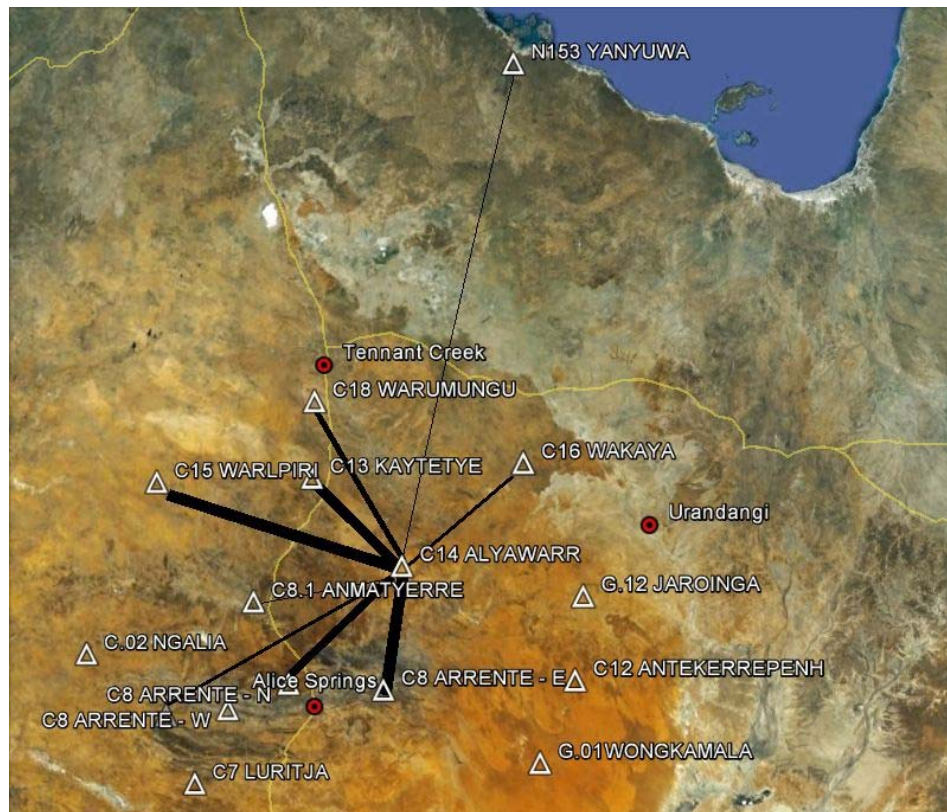 N153 YANYUWA
Tennant Creek
C18 WARUMUNGU
C16 WAKAYA
C15 WARLPIRI
C13 KAYTETYE
Urandangi
C14 ALYAWARR
C8.1 ANMATYERRE
G.12 JAROINGA
C.02 NGALIA
C12 ANTEKERREPENH
C8 ARRENTE - N
Alice Springs
C8 ARRENTE - E
C8 ARRENTE - W
G.01WONGKAMALA
C7 LURITJA